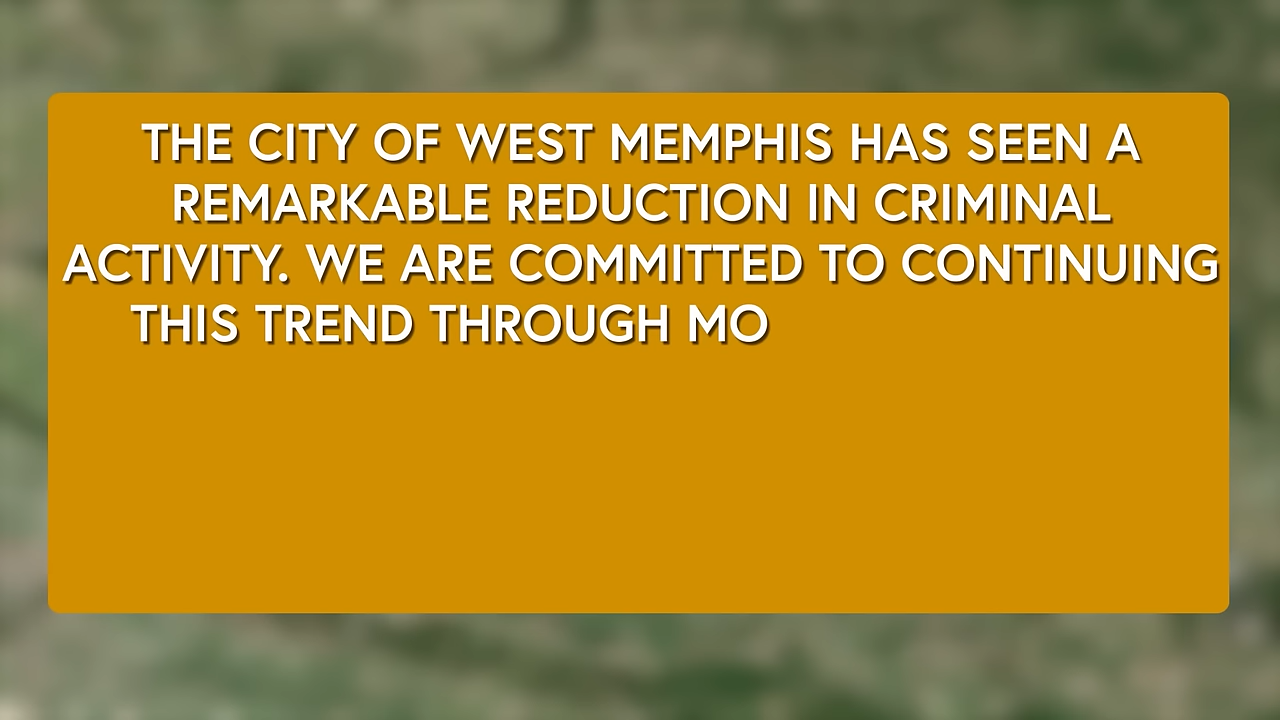 THE CITY OF WEST MEMPHIS HAS SEEN A
REMARKABLE REDUCTION IN CRIMINAL
ACTIVITY. WE ARE COMMITTED TO CONTINUING
THIS TREND THROUGH MO